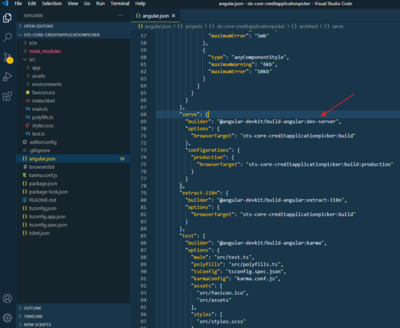 angular.json - sts-core-creditapplicationpicker - Visual Studio Code
EXPLORER
OPEN EDITORS
STS-CORE-CREDITAPPLICATIONPICKER
e2e
node_modules
src
app
assets
environments
favicon.ico
index.html
main.ts
polyfills.ts
styles.scss
test.ts
.editorconfig
.gitignore
angular.json M
browserslist
karma.conf.js
package.json
package-lock.json
README.md
tsconfig.json
tsconfig.app.json
tsconfig.spec.json
tslint.json
OUTLINE
TIMELINE
NPM SCRIPTS
angular.json
angular.json > {} projects > {} sts-core-creditapplicationpicker > {} architect > {} serve
57 "maximumError": "5mb"
58 },
59 {
60 "type": "anyComponentStyle",
61 "maximumWarning": "6kb",
62 "maximumError": "10kb"
63 }
64 ]
65 }
66 }
67 },
68 "serve": {
69 "builder": "@angular-devkit/build-angular:dev-server",
70 "options": {
71 "browserTarget": "sts-core-creditapplicationpicker:build"
72 },
73 "configurations": {
74 "production": {
75 "browserTarget": "sts-core-creditapplicationpicker:build:production"
76 }
77 }
78 },
79 "extract-i18n": {
80 "builder": "@angular-devkit/build-angular:extract-i18n",
81 "options": {
82 "browserTarget": "sts-core-creditapplicationpicker:build"
83 }
84 },
85 "test": {
86 "builder": "@angular-devkit/build-angular:karma",
87 "options": {
88 "main": "src/test.ts",
89 "polyfills": "src/polyfills.ts",
90 "tsConfig": "tsconfig.spec.json",
91 "karmaConfig": "karma.conf.js",
92 "assets": [
93 "src/favicon.ico",
94 "src/assets"
95 ],
96 "styles": [
97 "src/styles.scss"